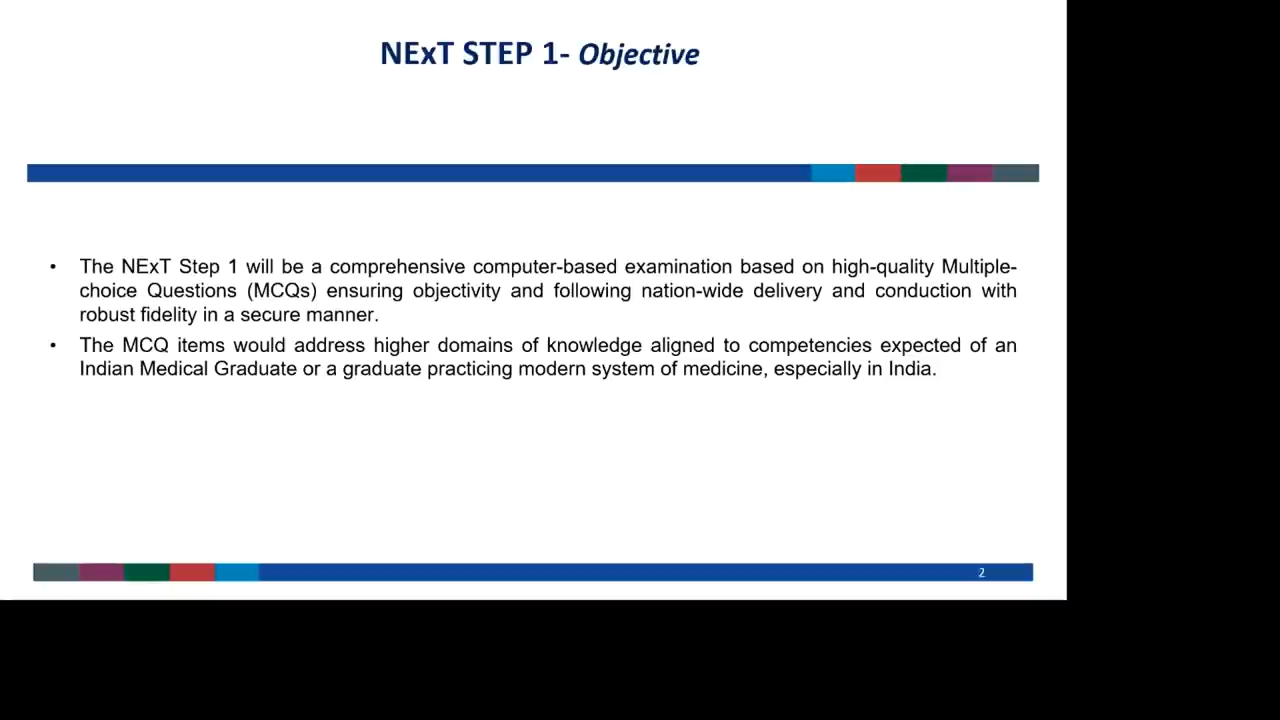 NExT STEP 1- Objective
• The NExT Step 1 will be a comprehensive computer-based examination based on high-quality Multiple-
choice Questions (MCQs) ensuring objectivity and following nation-wide delivery and conduction with
robust fidelity in a secure manner.
• The MCQ items would address higher domains of knowledge aligned to competencies expected of an
Indian Medical Graduate or a graduate practicing modern system of medicine, especially in India.
2